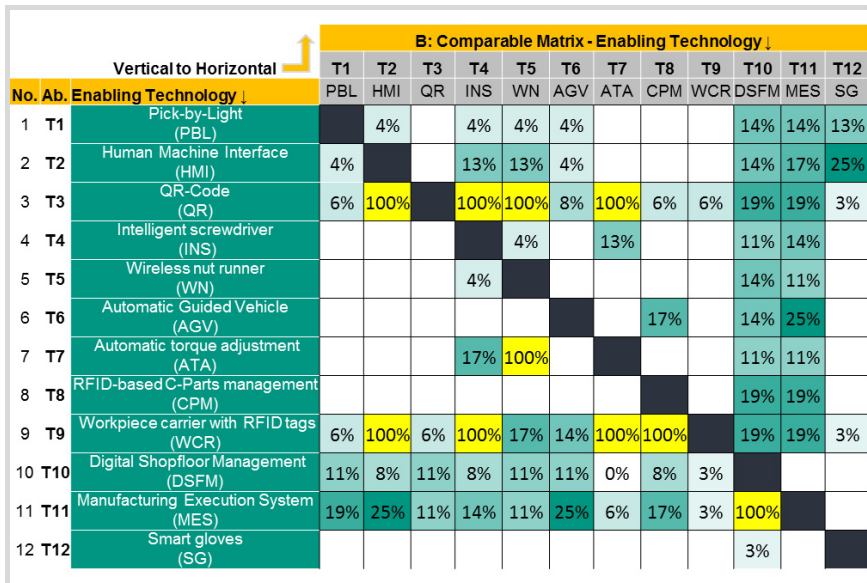 B: Comparable Matrix - Enabling Technology ↓
Vertical to Horizontal T1 T2 T3 T4 T5 T6 T7 T8 T9 T10 T11 T12
No. Ab. Enabling Technology ↓ PBL HMI QR INS WN AGV ATA CPM WCR DSFM MES SG
1 T1 Pick-by-Light (PBL) 4% 4% 4% 4% 14% 14% 13%
2 T2 Human Machine Interface (HMI) 4% 13% 13% 4% 14% 17% 25%
3 T3 QR-Code (QR) 6% 100% 100% 100% 8% 100% 6% 6% 19% 19% 3%
4 T4 Intelligent screwdriver (INS) 4% 13% 11% 14%
5 T5 Wireless nut runner (WN) 4% 14% 11%
6 T6 Automatic Guided Vehicle (AGV) 17% 14% 25%
7 T7 Automatic torque adjustment (ATA) 17% 100% 11% 11%
8 T8 RFID-based C-Parts management (CPM) 19% 19%
9 T9 Workpiece carrier with RFID tags (WCR) 6% 100% 6% 100% 17% 14% 100% 100% 19% 19% 3%
10 T10 Digital Shopfloor Management (DSFM) 11% 8% 11% 8% 11% 11% 0% 8% 3%
11 T11 Manufacturing Execution System (MES) 19% 25% 11% 14% 11% 25% 6% 17% 3% 100%
12 T12 Smart gloves (SG) 3%